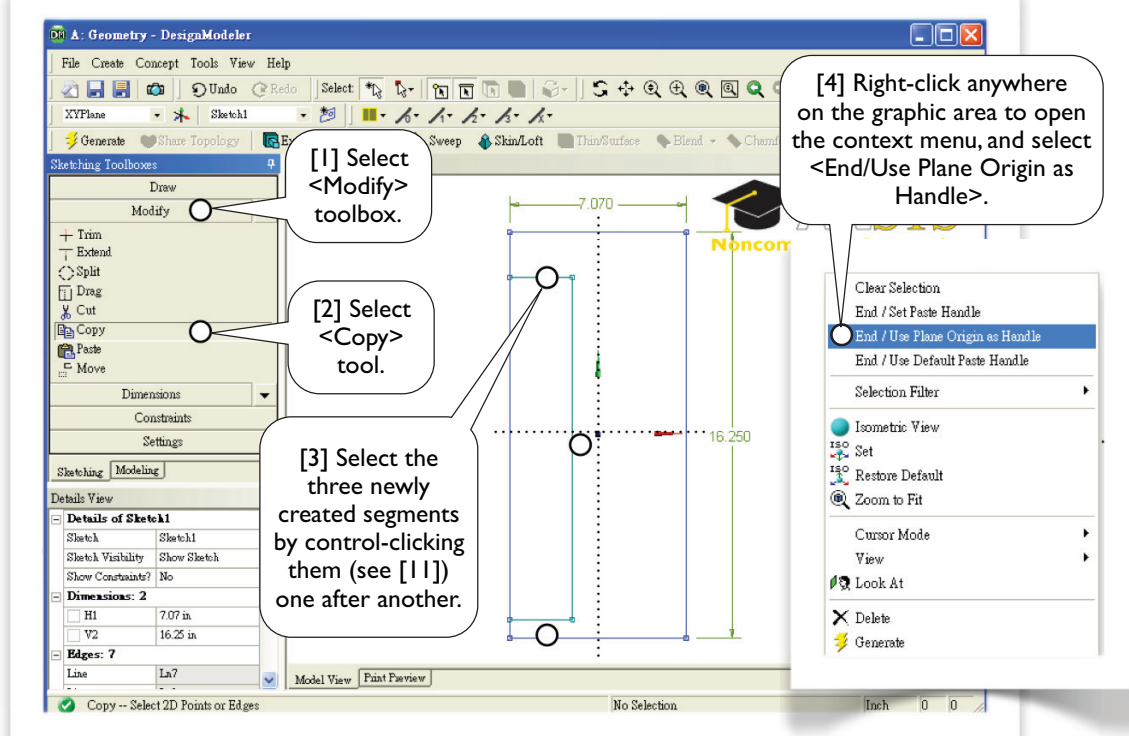 A: Geometry - DesignModeler
File Create Concept Tools View Help
Undo Redo Select:
XYPlane Sketch1
Generate Share Topology Sweep Skin/Loft Thin/Surface Blend
Sketching Toolboxes
Draw
Modify
Trim
Extend
Split
Drag
Cut
Copy
Paste
Move
Dimensions
Constraints
Settings
Sketching Modeling
Details View
Details of Sketch1
Sketch Sketch1
Sketch Visibility Show Sketch
Show Constraints? No
Dimensions: 2
H1 7.07 in
V2 16.25 in
Edges: 7
Line Ln7
[1] Select
<Modify>
toolbox.
[2] Select
<Copy>
tool.
[3] Select the
three newly
created segments
by control-clicking
them (see [11])
one after another.
7.070
16.250
Noncom
[4] Right-click anywhere
on the graphic area to open
the context menu, and select
<End/Use Plane Origin as
Handle>.
Clear Selection
End / Set Paste Handle
End / Use Plane Origin as Handle
End / Use Default Paste Handle
Selection Filter
Isometric View
ISO Set
ISO Restore Default
Zoom to Fit
Cursor Mode
View
Look At
Delete
Generate
Model View Print Preview
Copy -- Select 2D Points or Edges No Selection Inch 0 0